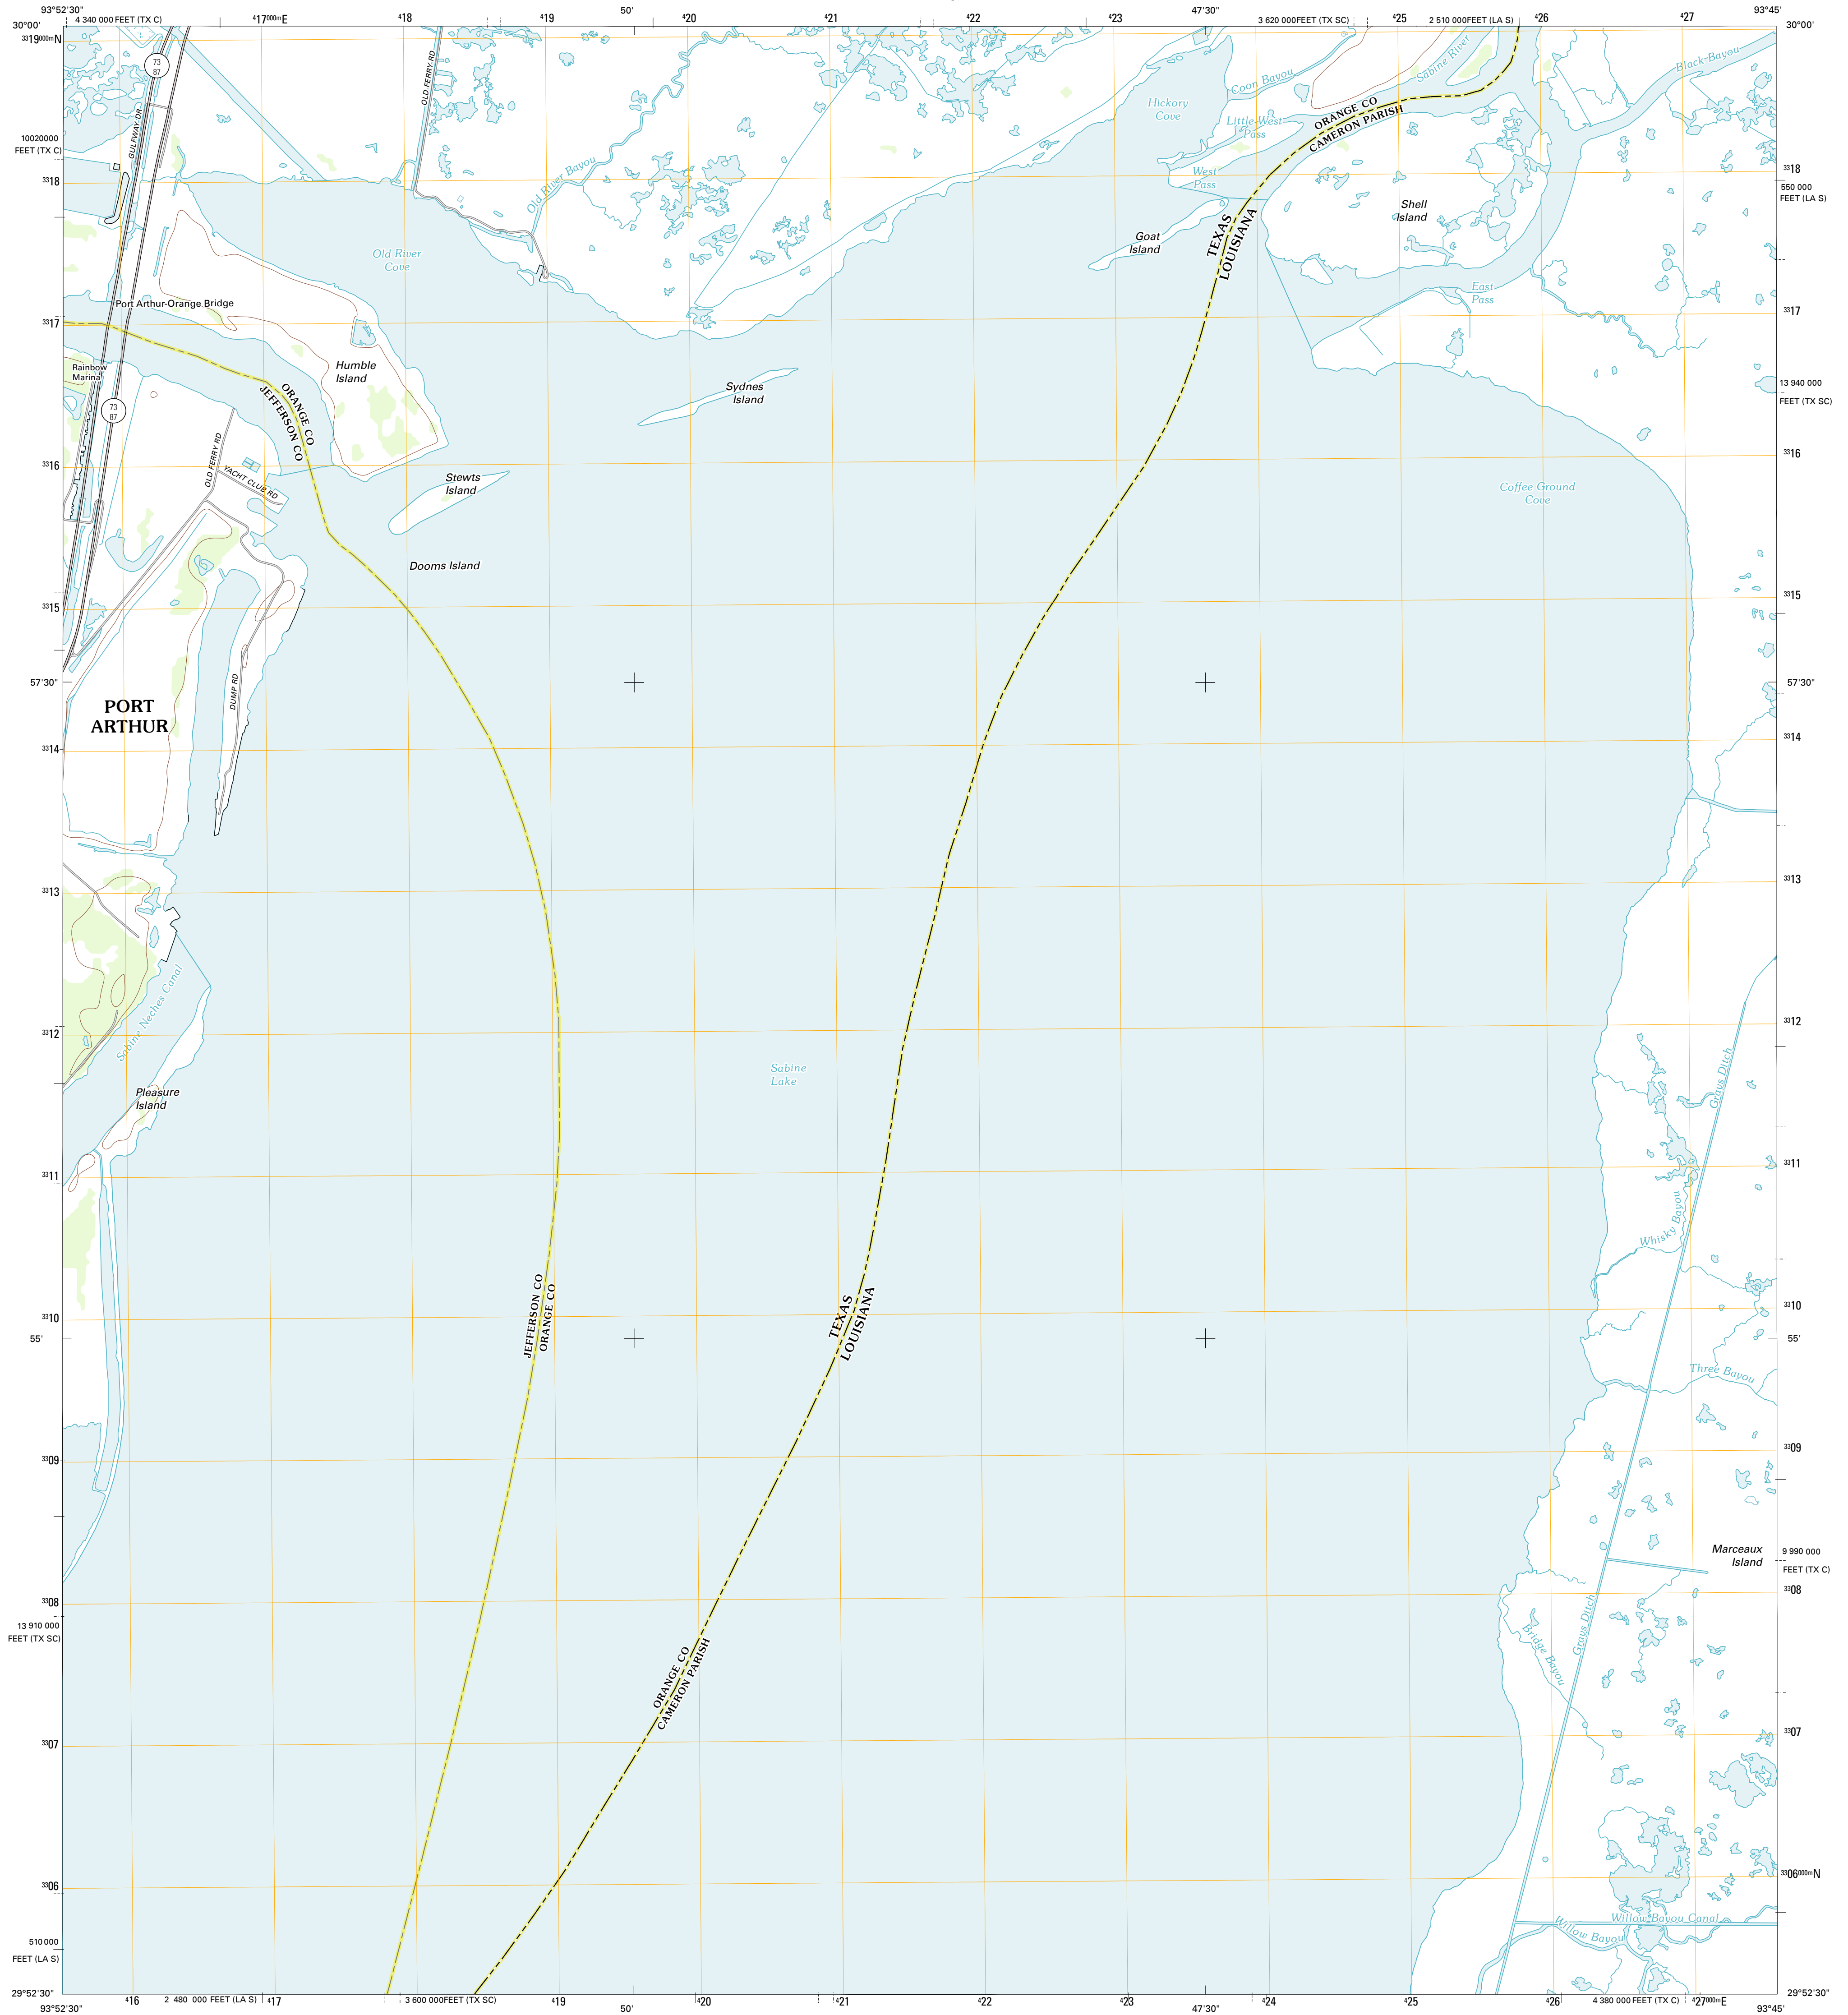 93°52'30"
4 340 000 FEET (TX C)
417000mE
418
419
50'
420
421
422
423
47'30"
3 620 000FEET (TX SC)
425
2 510 000FEET (LA S)
426
427
93°45'
30°00'
30°00'
3319000m N
73
87
OLD FERRY RD
GULFWAY DR
Hickory
Cove
Coon Bayou
Sabine River
Black Bayou
Little West
Pass
ORANGE CO
CAMERON PARISH
10020000
FEET (TX C)
3318
Old River Bayou
West
Pass
3318
550 000
FEET (LA S)
Shell
Island
Goat
Island
TEXAS
LOUISIANA
Old River
Cove
East
Pass
Port Arthur-Orange Bridge
3317
3317
Rainbow
Marina
Humble
Island
Sydnes
Island
13 940 000
FEET (TX SC)
73
87
ORANGE CO
JEFFERSON CO
OLD FERRY RD
YACHT CLUB RD
3316
3316
Stewts
Island
Coffee Ground
Cove
Dooms Island
3315
3315
57'30"
57'30"
DUMP RD
PORT
ARTHUR
3314
3314
3313
3313
Sabine Neches Canal
3312
3312
Sabine
Lake
Grays Ditch
Pleasure
Island
3311
3311
Whisky Bayou
JEFFERSON CO
ORANGE CO
TEXAS
LOUISIANA
3310
3310
55'
55'
Three Bayou
3309
3309
Marceaux
Island
9 990 000
FEET (TX C)
3308
3308
13 910 000
FEET (TX SC)
Grays Ditch
Bridge Bayou
ORANGE CO
CAMERON PARISH
3307
3307
3306
3306000mN
Willow Bayou Canal
Willow Bayou
510 000
FEET (LA S)
29°52'30"
29°52'30"
416
2 480 000 FEET (LA S)
417
3 600 000FEET (TX SC)
419
420
421
423
424
425
426
4 380 000 FEET (TX C)
427000mE
93°52'30"
50'
47'30"
93°45'